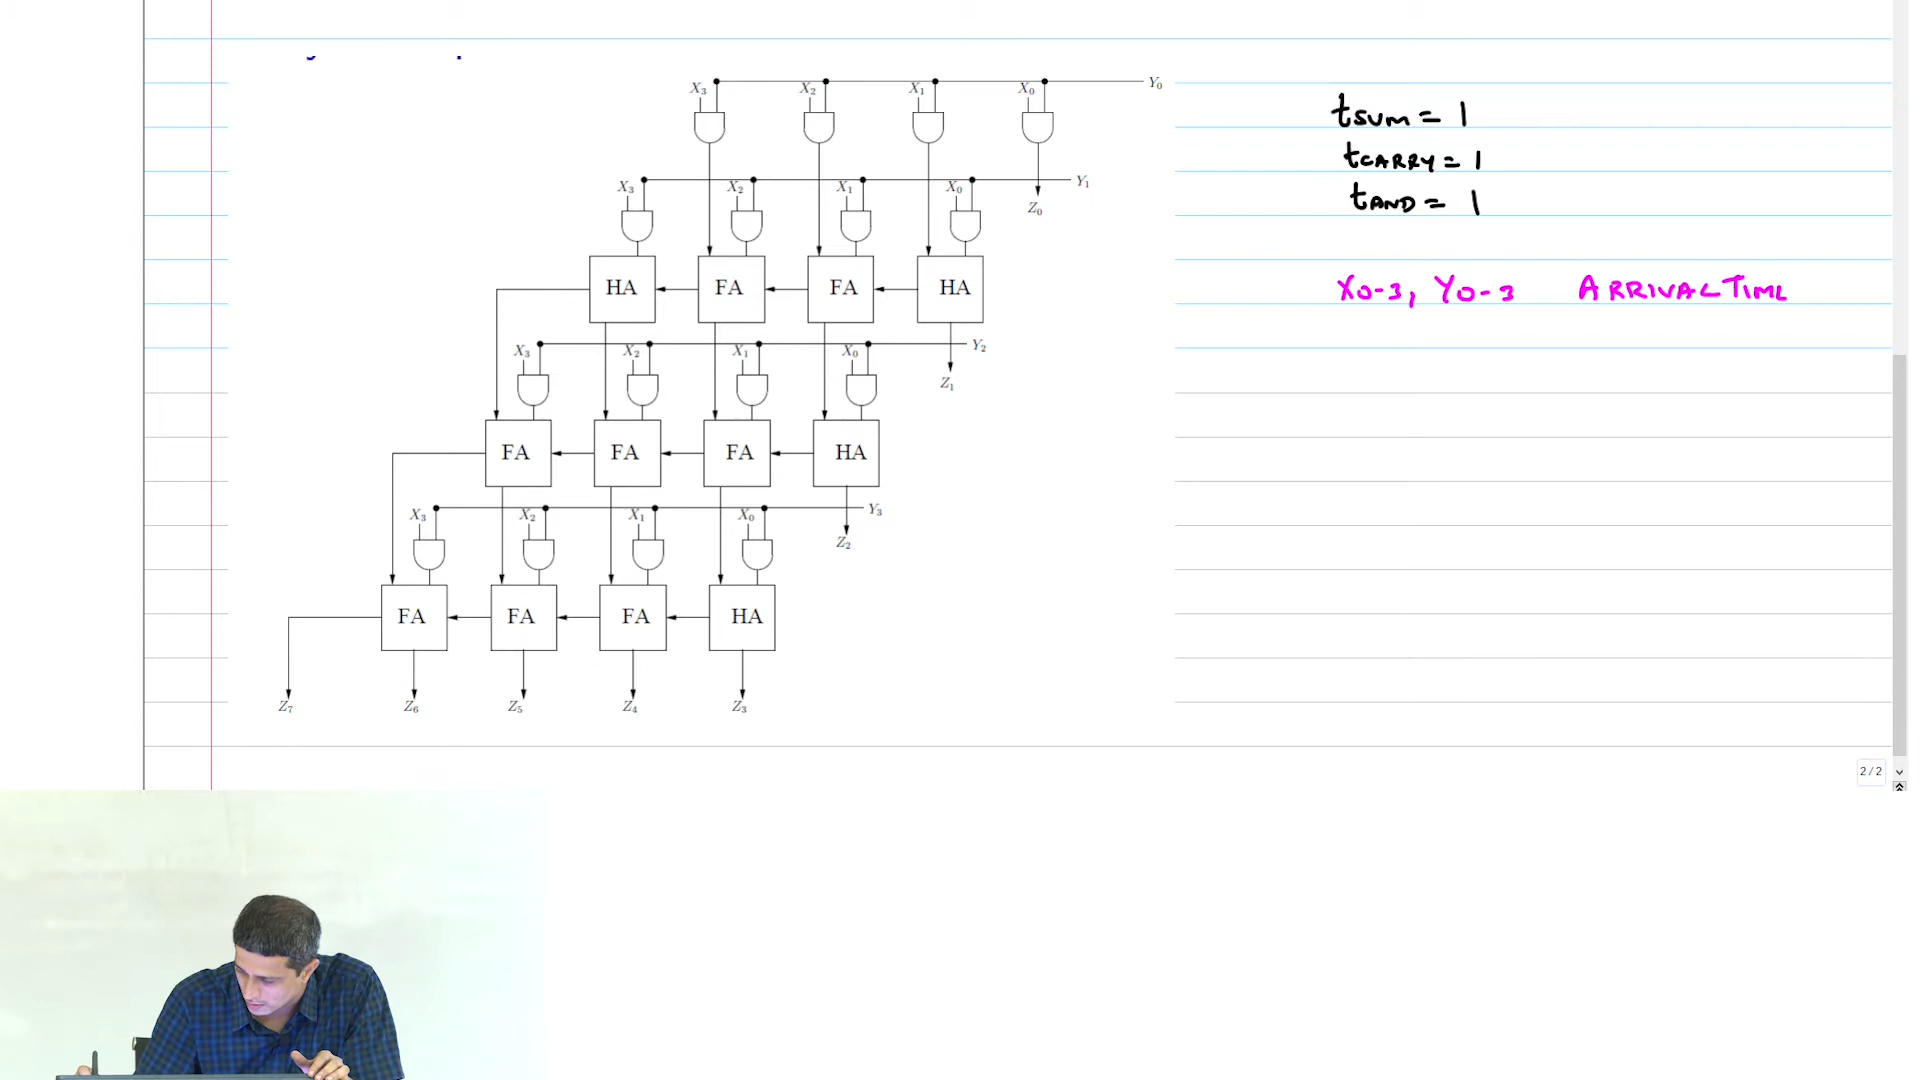 X₃ X₂ X₁ X₀ Y₀
tSUM = 1
tCARRY = 1
X₃ X₂ X₁ X₀ Y₁
tAND = 1
Z₀
HA FA FA HA
X0-3, Y0-3 ARRIVAL TIME
X₃ X₂ X₁ X₀ Y₂
Z₁
FA FA FA HA
X₃ X₂ X₁ X₀ Y₃
Z₂
FA FA FA HA
Z₇ Z₆ Z₅ Z₄ Z₃
2/2